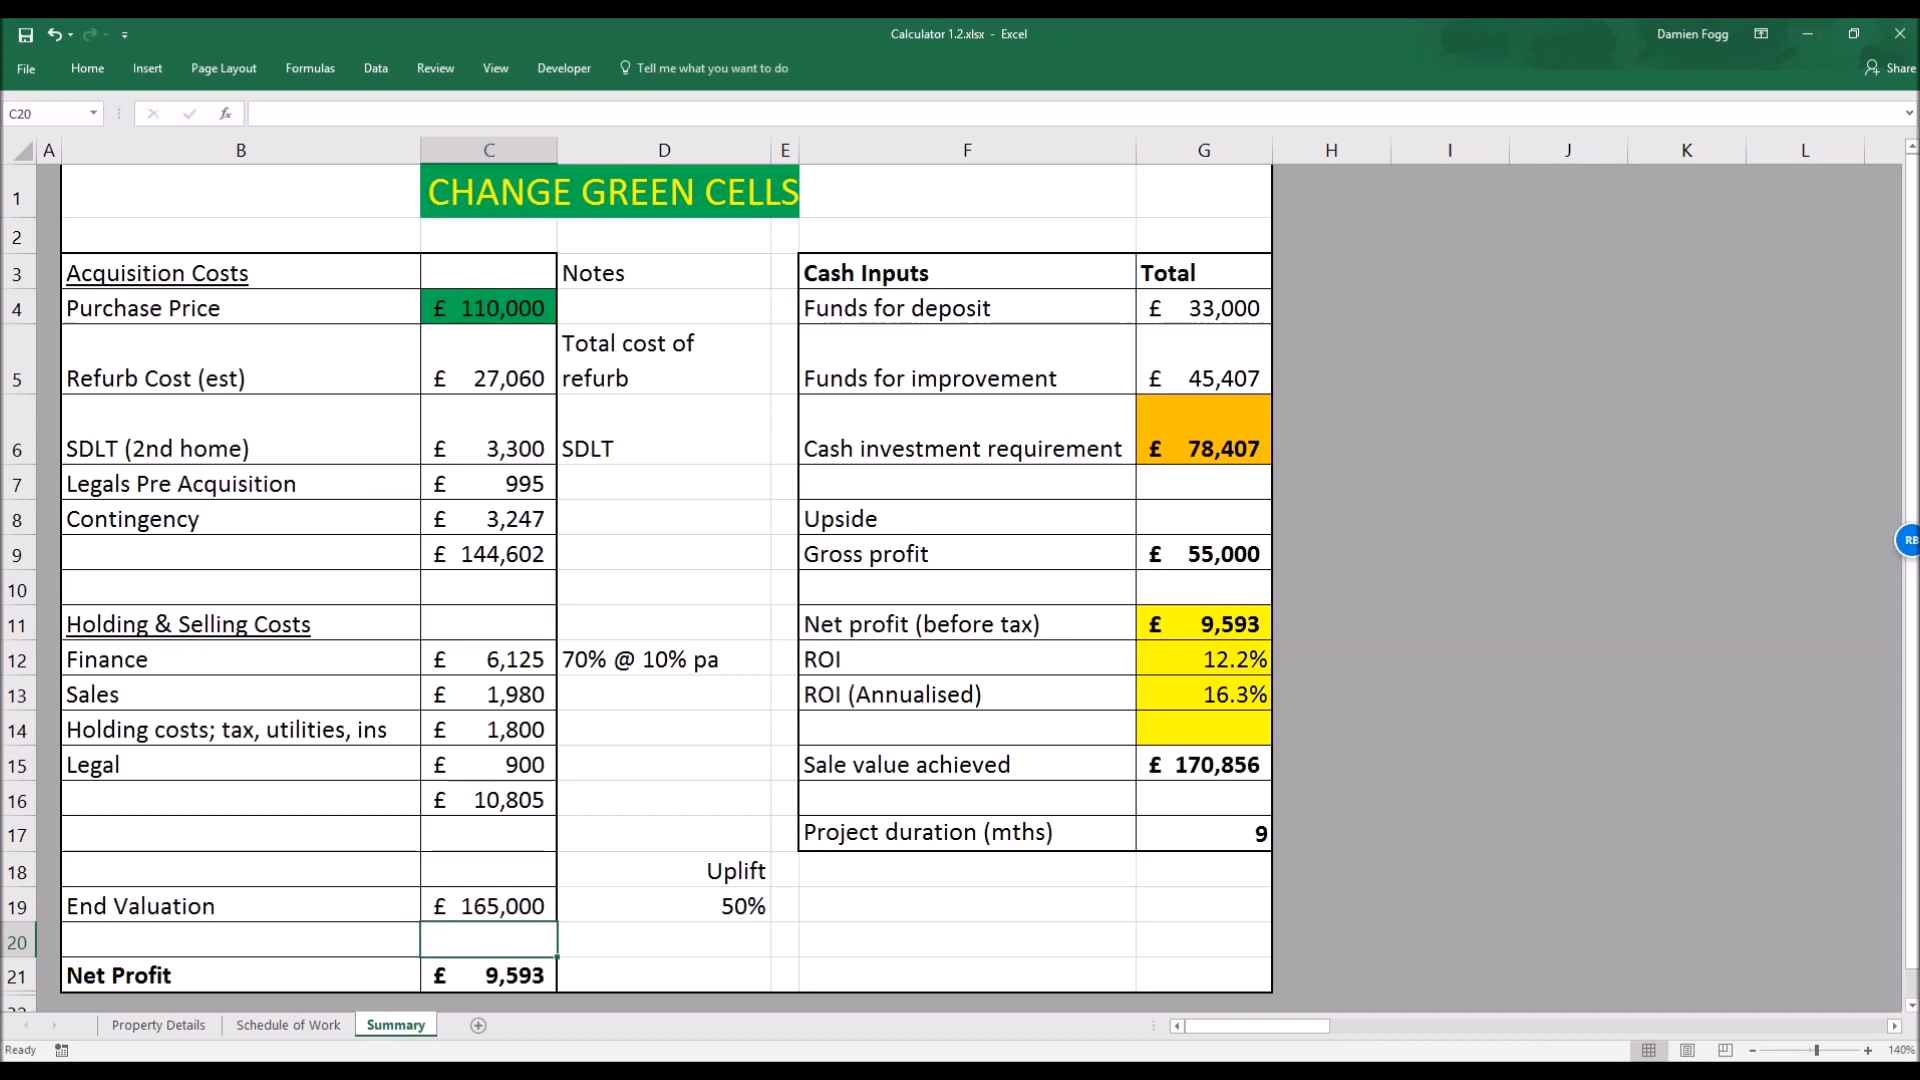 Calculator 1.2.xlsx - Excel
Damien Fogg
File Home Insert Page Layout Formulas Data Review View Developer Tell me what you want to do Share
C20 fx
A B C D E F G H I J K L
1 CHANGE GREEN CELLS
2
3 Acquisition Costs Notes Cash Inputs Total
4 Purchase Price £ 110,000 Funds for deposit £ 33,000
Total cost of
5 Refurb Cost (est) £ 27,060 refurb Funds for improvement £ 45,407
6 SDLT (2nd home) £ 3,300 SDLT Cash investment requirement £ 78,407
7 Legals Pre Acquisition £ 995
8 Contingency £ 3,247 Upside
9 £ 144,602 Gross profit £ 55,000
10
11 Holding & Selling Costs Net profit (before tax) £ 9,593
12 Finance £ 6,125 70% @ 10% pa ROI 12.2%
13 Sales £ 1,980 ROI (Annualised) 16.3%
14 Holding costs; tax, utilities, ins £ 1,800
15 Legal £ 900 Sale value achieved £ 170,856
16 £ 10,805
17 Project duration (mths) 9
18 Uplift
19 End Valuation £ 165,000 50%
20
21 Net Profit £ 9,593
RB
Property Details Schedule of Work Summary
Ready 140%